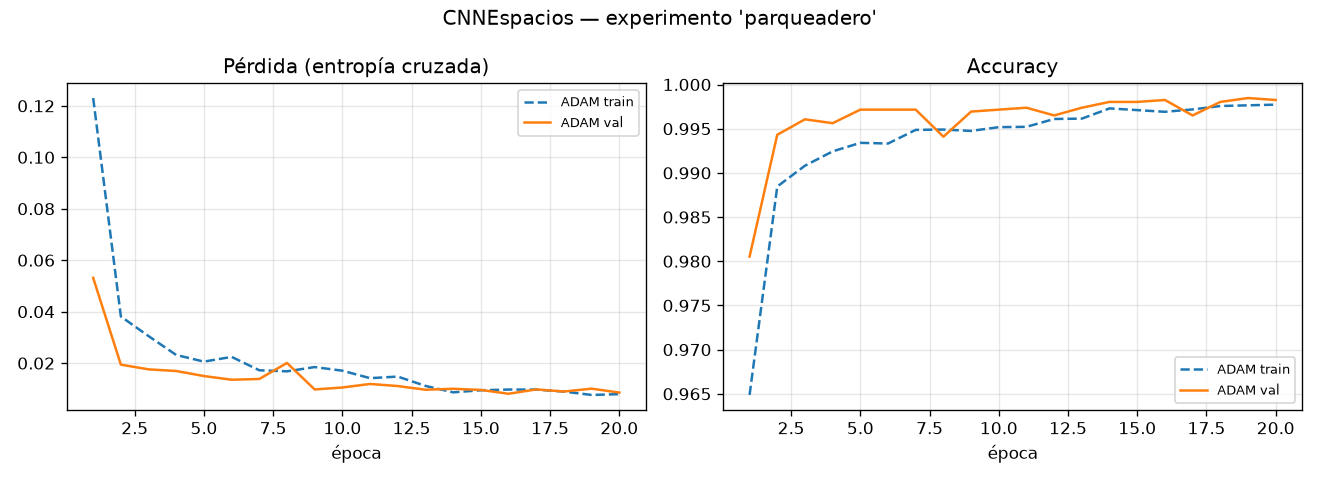 CNNEspacios — experimento 'parqueadero'
Pérdida (entropía cruzada)
0.12
0.10
0.08
0.06
0.04
0.02
ADAM train
ADAM val
2.5 5.0 7.5 10.0 12.5 15.0 17.5 20.0
época
Accuracy
1.000
0.995
0.990
0.985
0.980
0.975
0.970
0.965
ADAM train
ADAM val
2.5 5.0 7.5 10.0 12.5 15.0 17.5 20.0
época